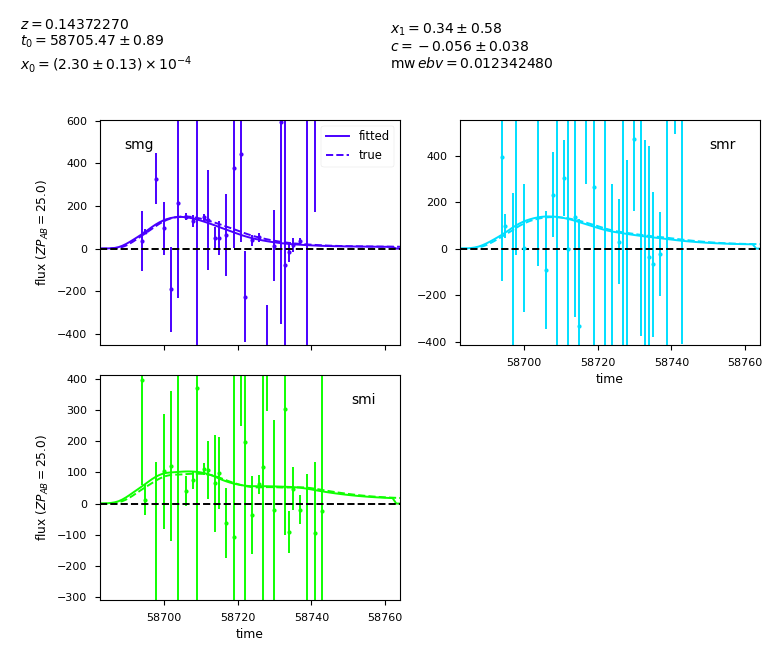 z = 0.14372270
t₀ = 58705.47 ± 0.89
x₀ = (2.30 ± 0.13) × 10⁻⁴
x₁ = 0.34 ± 0.58
c = −0.056 ± 0.038
mw ebv = 0.012342480
smg
fitted
true
600
400
200
0
−200
−400
flux (ZP_AB = 25.0)
smr
400
200
0
−200
−400
58700 58720 58740 58760
time
smi
400
300
200
100
0
−100
−200
−300
flux (ZP_AB = 25.0)
58700 58720 58740 58760
time